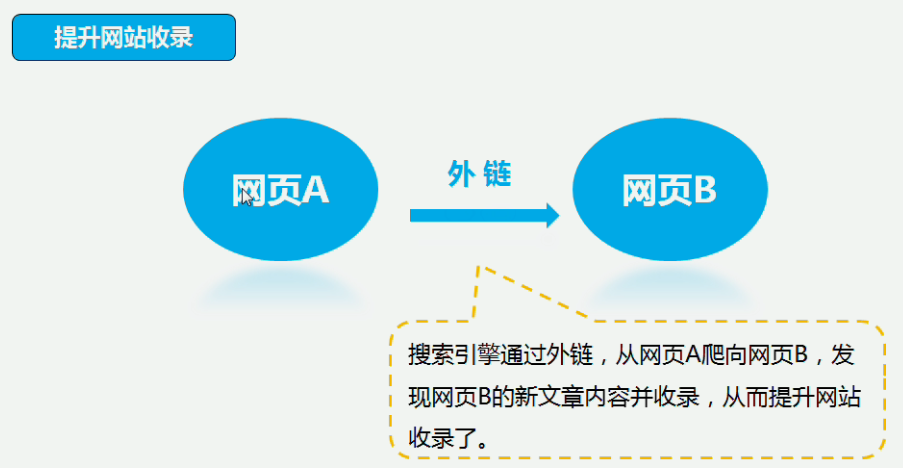 提升网站收录
网页A
外 链
网页B
搜索引擎通过外链，从网页A爬向网页B，发
现网页B的新文章内容并收录，从而提升网站
收录了。